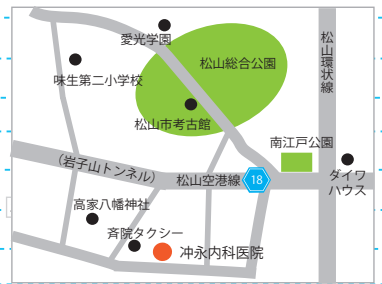 愛光学園
松山総合公園
味生第二小学校
松山市考古館
松山環状線
南江戸公園
(岩子山トンネル)
松山空港線
18
ダイワ
ハウス
高家八幡神社
斉院タクシー
冲永内科医院